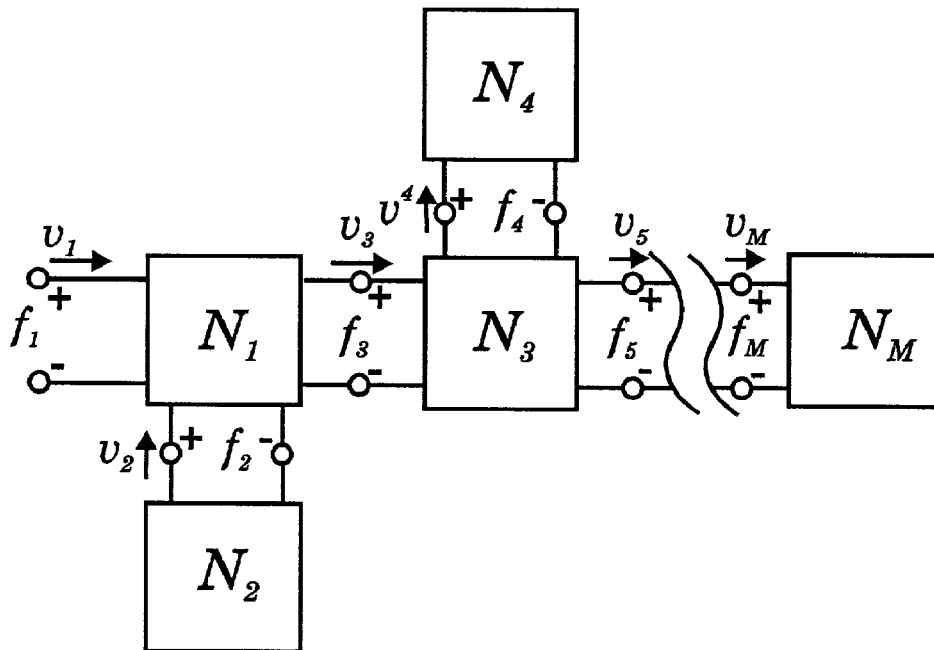 N4
v4 + f4 -
v1 v3 v5 vM
+ + + +
f1 N1 f3 N3 f5 fM NM
- - - -
v2 + f2 -
N2